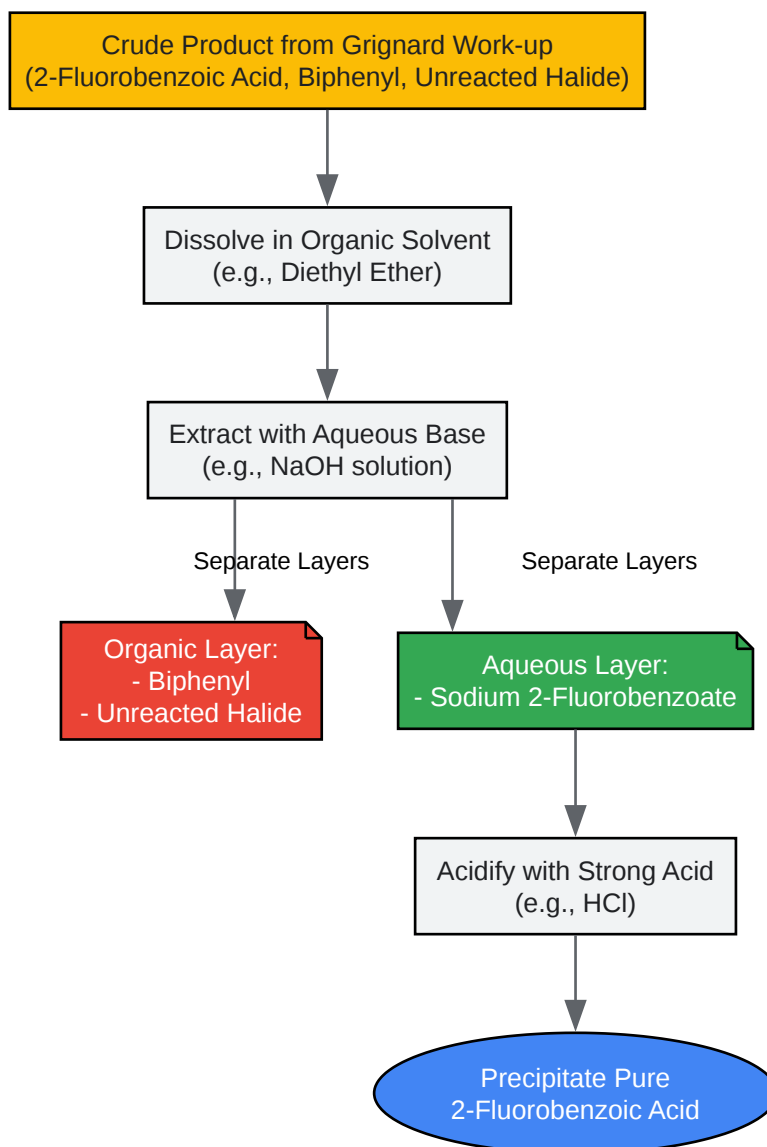 Crude Product from Grignard Work-up
(2-Fluorobenzoic Acid, Biphenyl, Unreacted Halide)
Dissolve in Organic Solvent
(e.g., Diethyl Ether)
Extract with Aqueous Base
(e.g., NaOH solution)
Separate Layers
Separate Layers
Organic Layer:
- Biphenyl
- Unreacted Halide
Aqueous Layer:
- Sodium 2-Fluorobenzoate
Acidify with Strong Acid
(e.g., HCl)
Precipitate Pure
2-Fluorobenzoic Acid